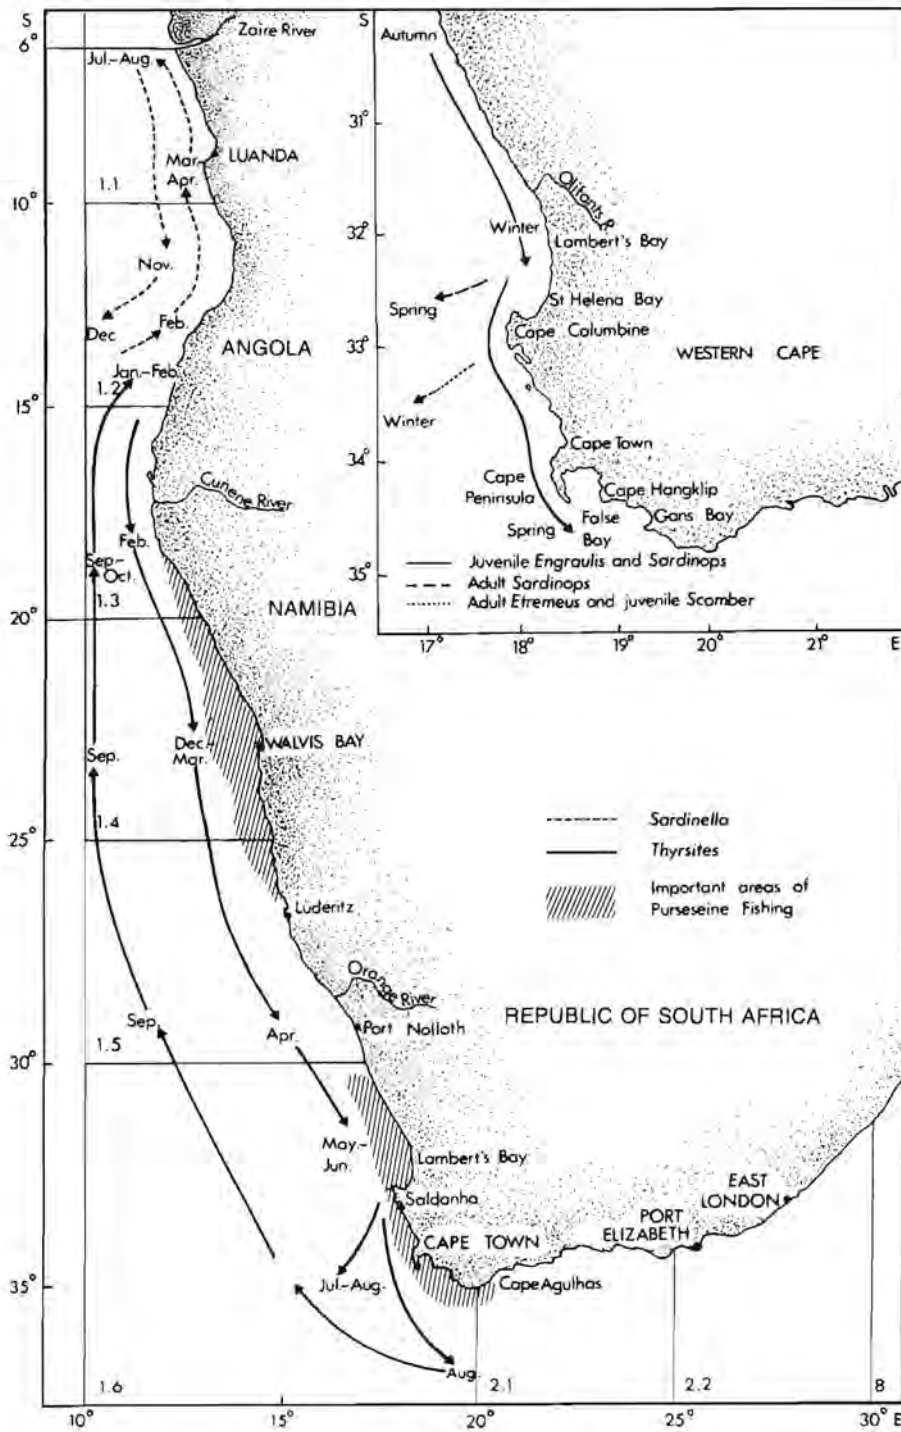 S
6°
10°
15°
20°
25°
30°
35°
Zaire River
Jul.-Aug.
LUANDA
Mar.-
Apr.
1.1
Nov.
Dec
Feb.
ANGOLA
Jan.-Feb.
1.2
Cunene River
Feb.
Sep.-
Oct.
1.3
NAMIBIA
Dec.-
Mar.
WALVIS BAY
Sep.
1.4
Lüderitz
Orange River
Sep.
Apr.
Port Nolloth
REPUBLIC OF SOUTH AFRICA
1.5
May.-
Jun.
Lambert's Bay
Saldanha
EAST
LONDON
PORT
ELIZABETH
CAPE TOWN
Jul.-Aug.
Cape Agulhas
Aug.
1.6
2.1
2.2
8
10°
15°
20°
25°
30° E
Sardinella
Thyrsites
Important areas of
Purseseine Fishing
S
31°
32°
33°
34°
35°
Autumn
Olifants R.
Winter
Lambert's Bay
St Helena Bay
Spring
Cape Columbine
WESTERN CAPE
Winter
Cape Town
Cape
Peninsula
Cape Hangklip
Gans Bay
False
Bay
Spring
Juvenile Engraulis and Sardinops
Adult Sardinops
Adult Etremeus and juvenile Scomber
17°
18°
19°
20°
21°
E